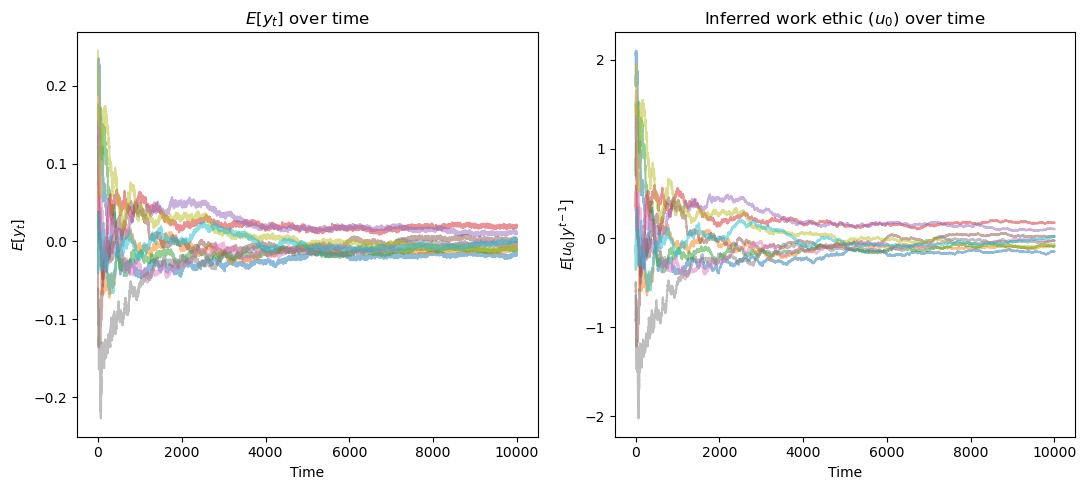 E[y_t] over time
0.2
0.1
0.0
−0.1
−0.2
E[y_t]
0 2000 4000 6000 8000 10000
Time
Inferred work ethic (u_0) over time
2
1
0
−1
−2
E[u_0|y^{t−1}]
0 2000 4000 6000 8000 10000
Time